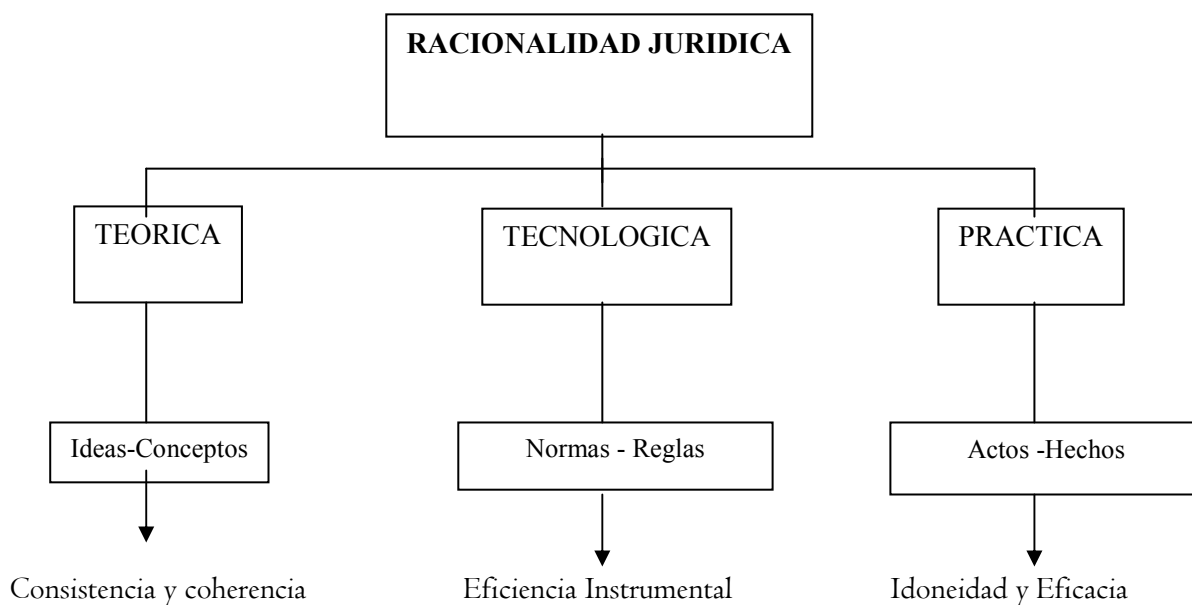 RACIONALIDAD JURIDICA
TEORICA
TECNOLOGICA
PRACTICA
Ideas-Conceptos
Normas - Reglas
Actos -Hechos
Consistencia y coherencia
Eficiencia Instrumental
Idoneidad y Eficacia